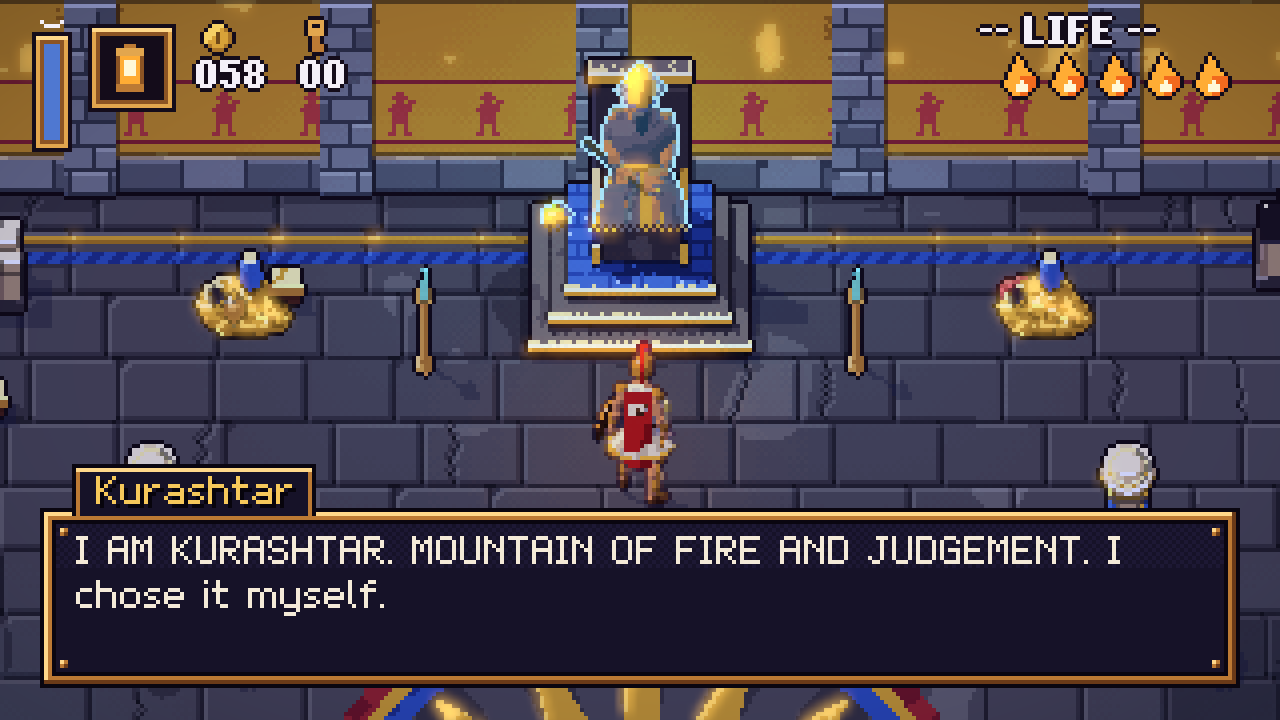 058 00
-- LIFE --
Kurashtar
I AM KURASHTAR. MOUNTAIN OF FIRE AND JUDGEMENT. I
chose it myself.